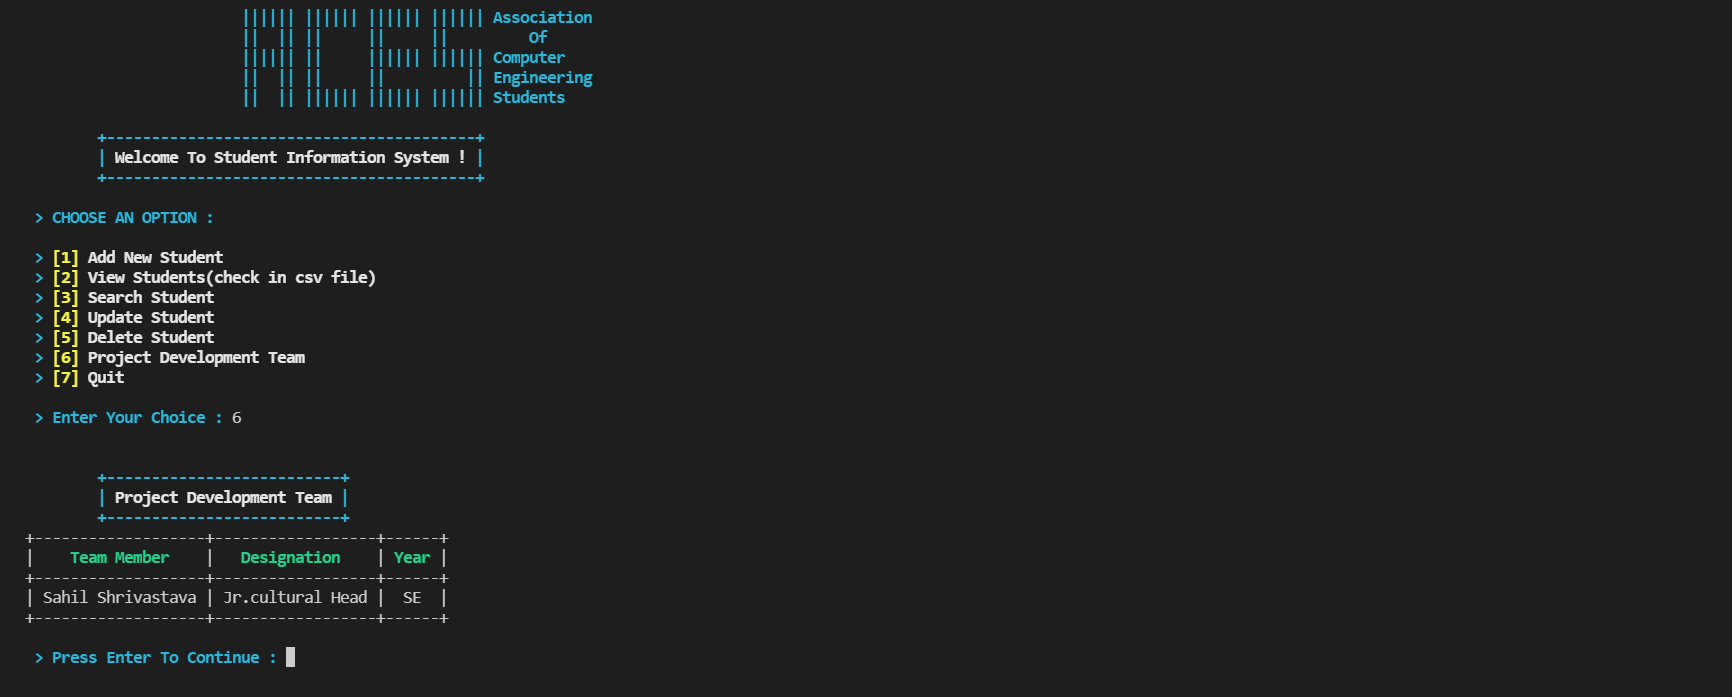 |||||| |||||| |||||| |||||| Association
||  || ||     ||     ||         Of
|||||| ||     |||||| |||||| Computer
||  || ||     ||         || Engineering
||  || |||||| |||||| |||||| Students
+-----------------------------------------+
| Welcome To Student Information System ! |
+-----------------------------------------+
> CHOOSE AN OPTION :
> [1] Add New Student
> [2] View Students(check in csv file)
> [3] Search Student
> [4] Update Student
> [5] Delete Student
> [6] Project Development Team
> [7] Quit
> Enter Your Choice : 6
+--------------------------+
| Project Development Team |
+--------------------------+
+-------------------+------------------+------+
|    Team Member    |   Designation    | Year |
+-------------------+------------------+------+
| Sahil Shrivastava | Jr.cultural Head |  SE  |
+-------------------+------------------+------+
> Press Enter To Continue :